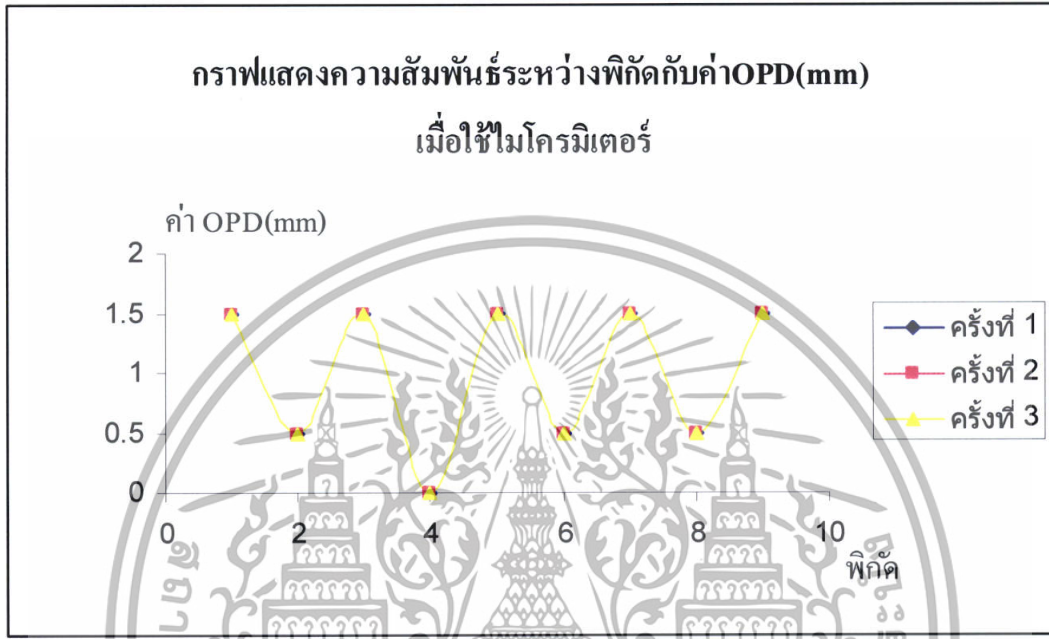 กราฟแสดงความสัมพันธ์ระหว่างพิกัดกับค่าOPD(mm)
เมื่อใช้ไมโครมิเตอร์
ค่า OPD(mm)
2
1.5
1
0.5
0
0 2 4 6 8 10
พิกัด
ครั้งที่ 1
ครั้งที่ 2
ครั้งที่ 3